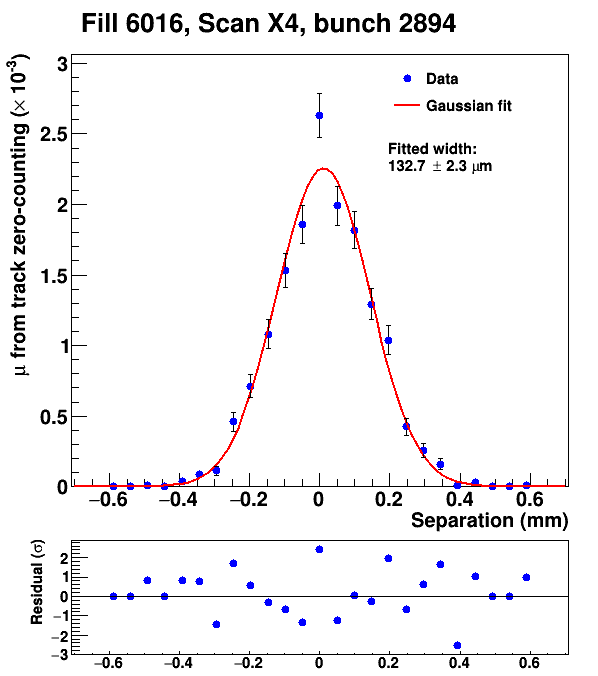 Fill 6016, Scan X4, bunch 2894
μ from track zero-counting (× 10⁻³)
3
2.5
2
1.5
1
0.5
0
Data
Gaussian fit
Fitted width:
132.7 ± 2.3 μm
−0.6 −0.4 −0.2 0 0.2 0.4 0.6
Separation (mm)
Residual (σ)
2
1
0
−1
−2
−3
−0.6 −0.4 −0.2 0 0.2 0.4 0.6